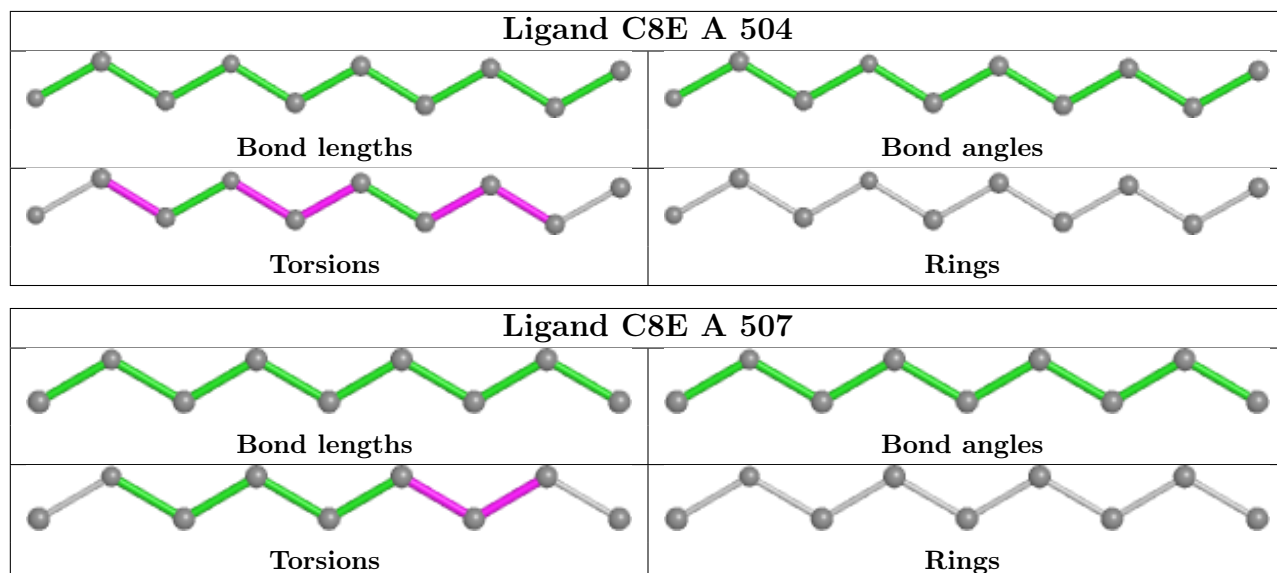 Ligand C8E A 504
Bond lengths
Bond angles
Torsions
Rings
Ligand C8E A 507
Bond lengths
Bond angles
Torsions
Rings